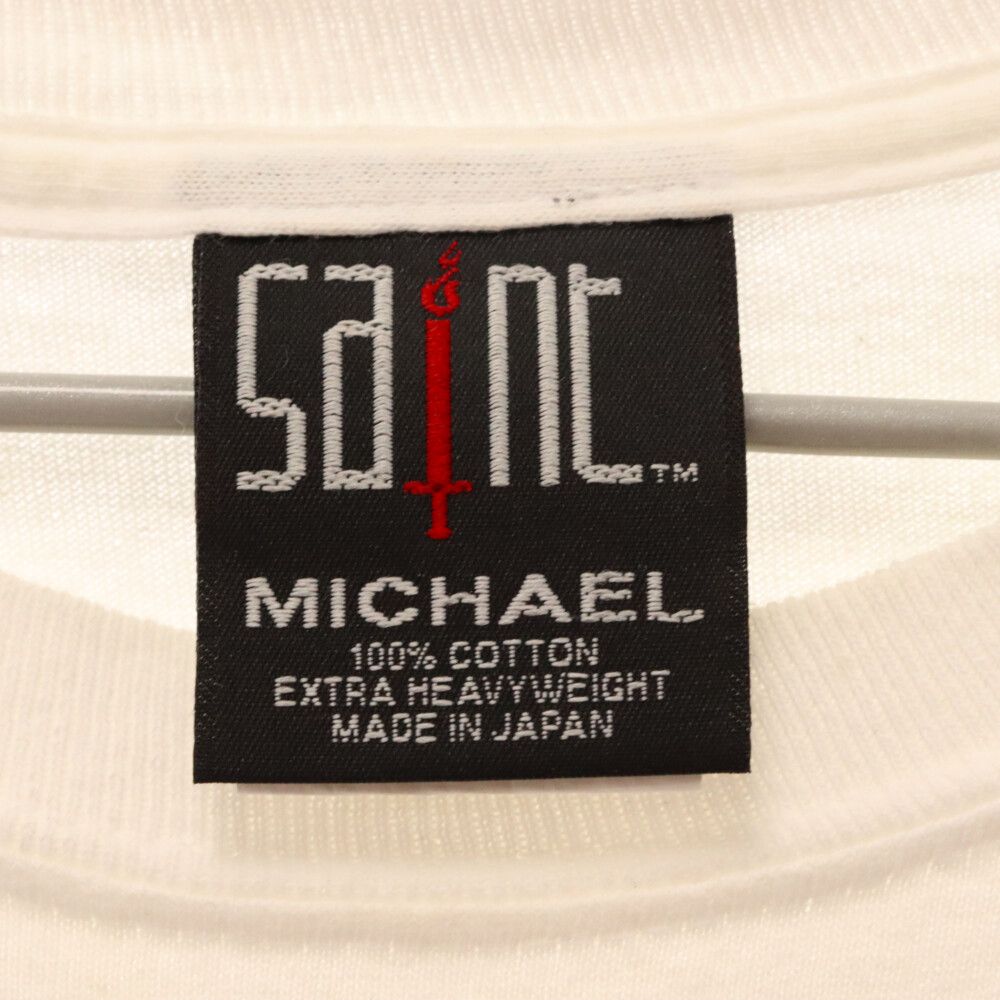 saint™
MICHAEL
100% COTTON
EXTRA HEAVYWEIGHT
MADE IN JAPAN